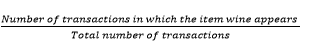 Number of transactions in which the item wine appears
Total number of transactions